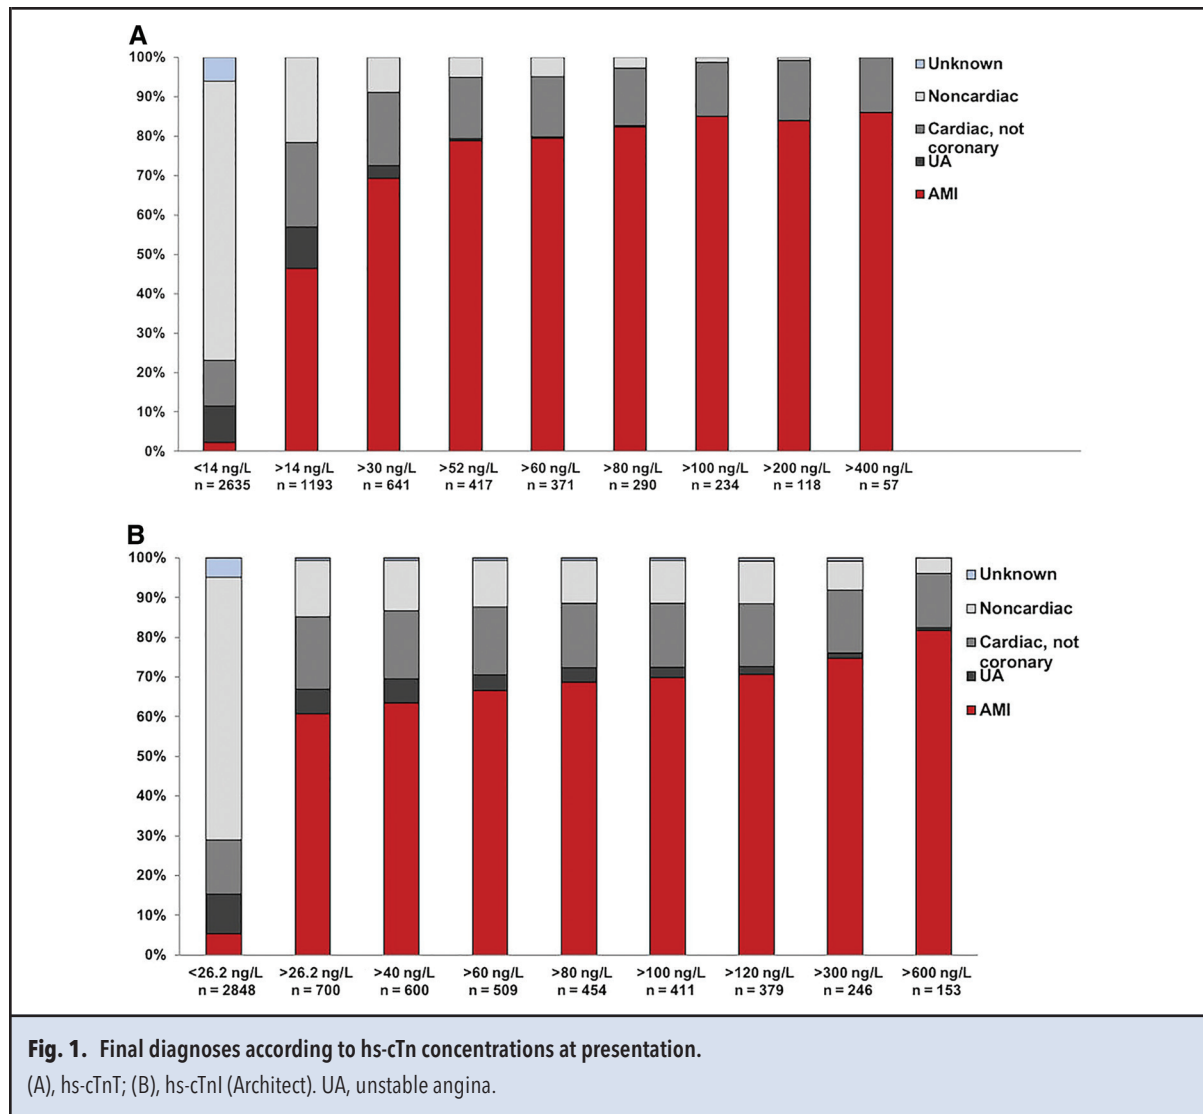 A
100%
90%
80%
70%
60%
50%
40%
30%
20%
10%
0%
Unknown
Noncardiac
Cardiac, not
coronary
UA
AMI
<14 ng/L >14 ng/L >30 ng/L >52 ng/L >60 ng/L >80 ng/L >100 ng/L >200 ng/L >400 ng/L
n = 2635 n = 1193 n = 641 n = 417 n = 371 n = 290 n = 234 n = 118 n = 57
B
100%
90%
80%
70%
60%
50%
40%
30%
20%
10%
0%
Unknown
Noncardiac
Cardiac, not
coronary
UA
AMI
<26.2 ng/L >26.2 ng/L >40 ng/L >60 ng/L >80 ng/L >100 ng/L >120 ng/L >300 ng/L >600 ng/L
n = 2848 n = 700 n = 600 n = 509 n = 454 n = 411 n = 379 n = 246 n = 153
Fig. 1. Final diagnoses according to hs-cTn concentrations at presentation.
(A), hs-cTnT; (B), hs-cTnI (Architect). UA, unstable angina.